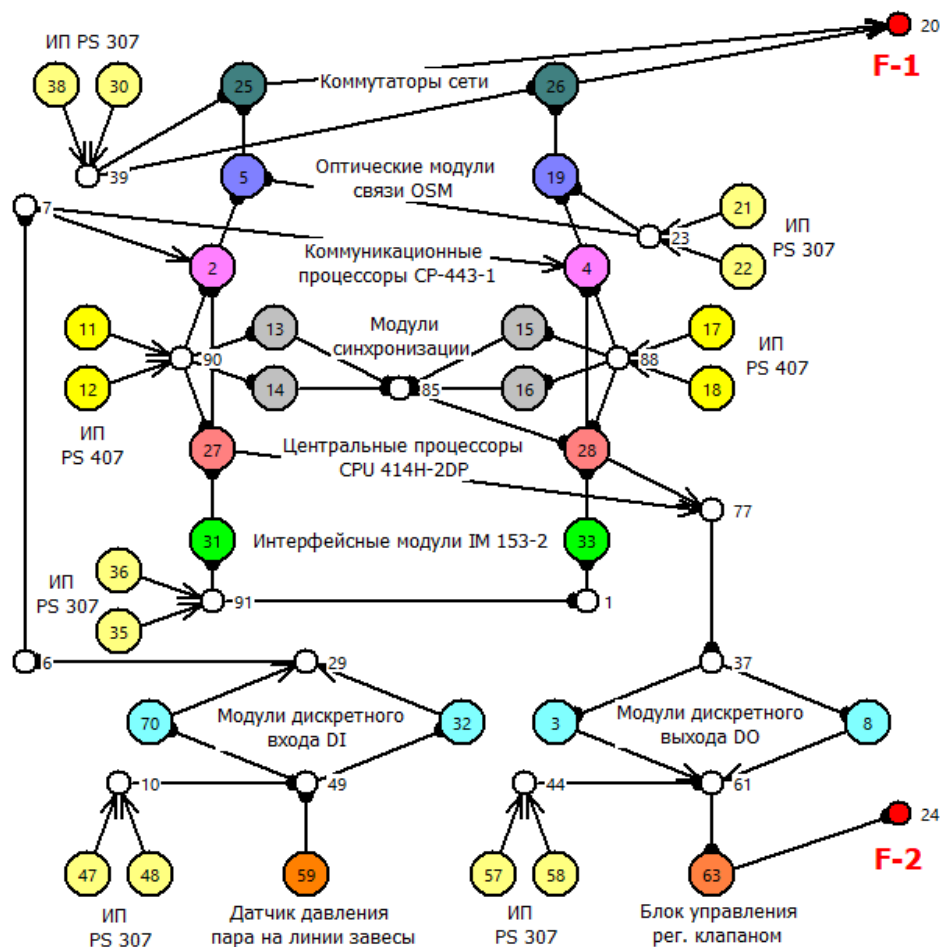 20
F-1
ИП PS 307
38
30
25
Коммутаторы сети
26
39
5
Оптические модули
связи OSM
19
7
21
ИП
PS 307
23
22
2
Коммуникационные
процессоры CP-443-1
4
11
13
Модули
синхронизации
15
17
ИП
PS 407
90
88
12
14
85
16
18
ИП
PS 407
27
Центральные процессоры
CPU 414H-2DP
28
77
31
Интерфейсные модули IM 153-2
33
36
ИП
PS 307
35
91
1
6
29
37
70
Модули дискретного
входа DI
32
3
Модули дискретного
выхода DO
8
10
49
44
61
24
F-2
47
48
59
57
58
63
ИП
PS 307
Датчик давления
пара на линии завесы
ИП
PS 307
Блок управления
рег. клапаном